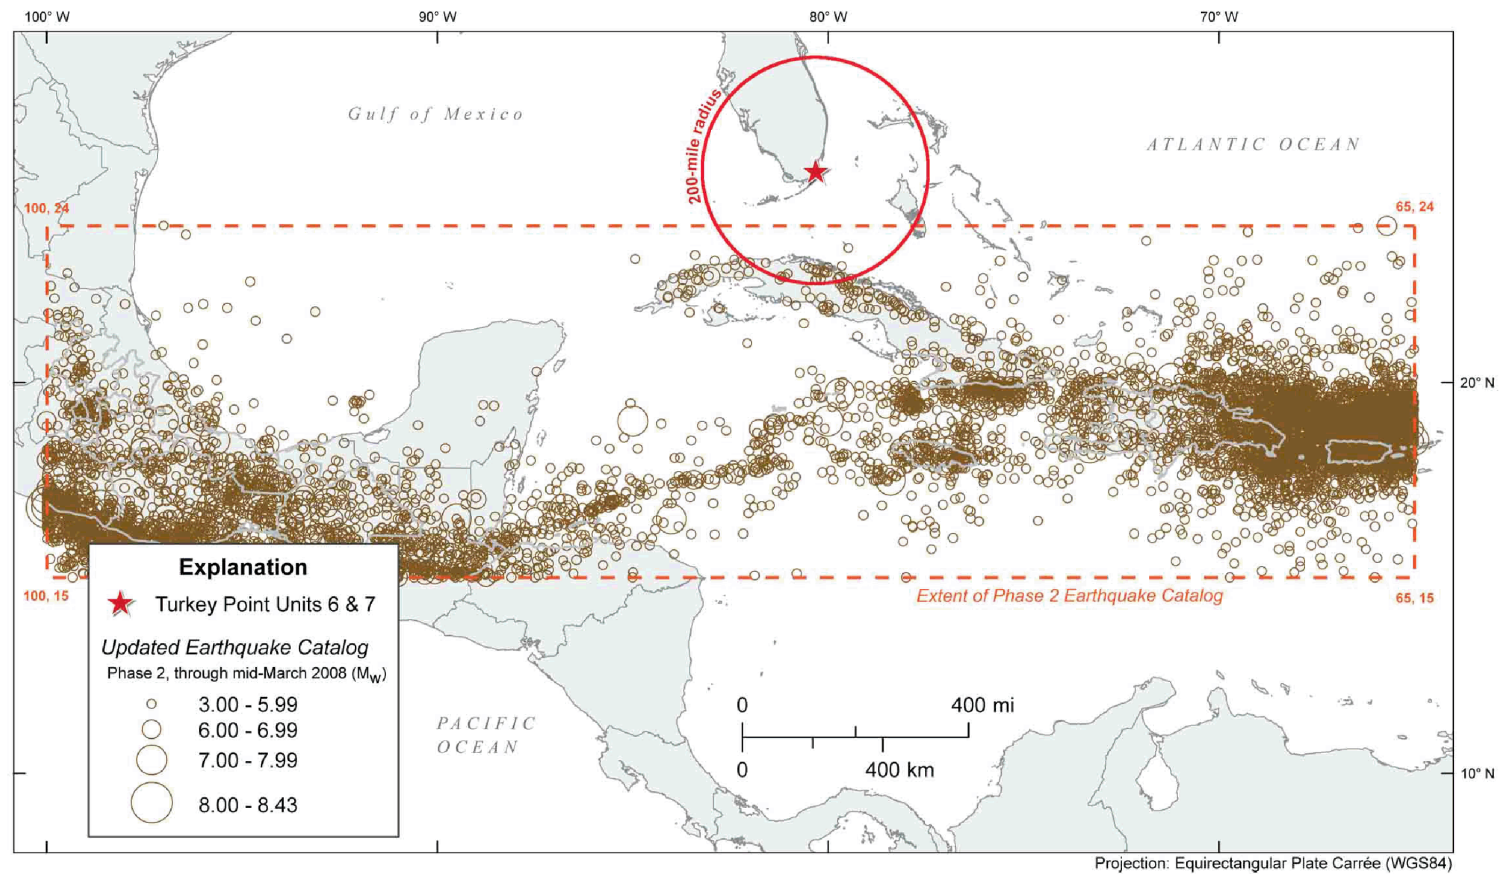 100° W 90° W 80° W 70° W
Gulf of Mexico
ATLANTIC OCEAN
200-mile radius
100, 24
65, 24
20° N
100, 15
Extent of Phase 2 Earthquake Catalog
65, 15
Explanation
Turkey Point Units 6 & 7
Updated Earthquake Catalog
Phase 2, through mid-March 2008 (MW)
3.00 - 5.99
6.00 - 6.99
7.00 - 7.99
8.00 - 8.43
PACIFIC
OCEAN
0 400 mi
0 400 km
10° N
Projection: Equirectangular Plate Carrée (WGS84)